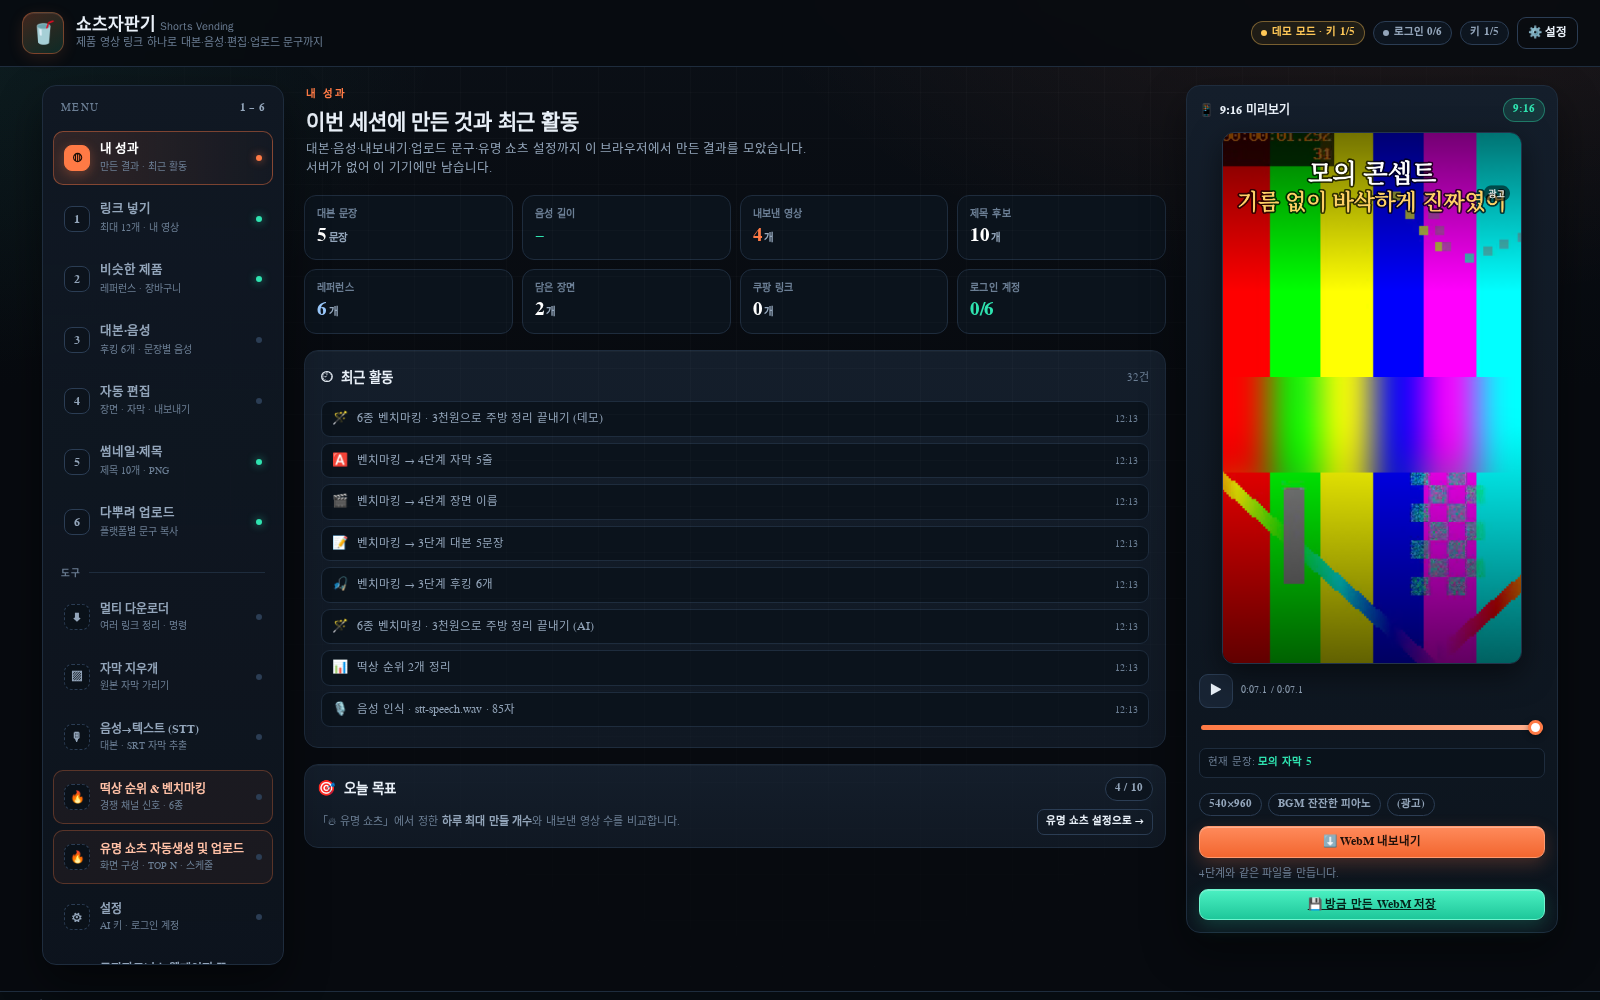 쇼츠자판기 Shorts Vending
제품 영상 링크 하나로 대본·음성·편집·업로드 문구까지
데모 모드 · 키 1/5
로그인 0/6
키 1/5
설정
MENU
1 – 6
내 성과
만든 결과 · 최근 활동
1
링크 넣기
최대 12개 · 내 영상
2
비슷한 제품
레퍼런스 · 장바구니
3
대본·음성
후킹 6개 · 문장별 음성
4
자동 편집
장면 · 자막 · 내보내기
5
썸네일·제목
제목 10개 · PNG
6
다뿌려 업로드
플랫폼별 문구 복사
도구
멀티 다운로더
여러 링크 정리 · 명령
자막 지우개
원본 자막 가리기
음성→텍스트 (STT)
대본 · SRT 자막 추출
떡상 순위 & 벤치마킹
경쟁 채널 신호 · 6종
유명 쇼츠 자동생성 및 업로드
화면 구성 · TOP N · 스케줄
설정
AI 키 · 로그인 계정
내 성과
이번 세션에 만든 것과 최근 활동
대본·음성·내보내기·업로드 문구·유명 쇼츠 설정까지 이 브라우저에서 만든 결과를 모았습니다.
서버가 없어 이 기기에만 남습니다.
대본 문장
5문장
음성 길이
–
내보낸 영상
4개
제목 후보
10개
레퍼런스
6개
담은 장면
2개
쿠팡 링크
0개
로그인 계정
0/6
최근 활동
32건
6종 벤치마킹 · 3천원으로 주방 정리 끝내기 (데모)
12:13
벤치마킹 → 4단계 자막 5줄
12:13
벤치마킹 → 4단계 장면 이름
12:13
벤치마킹 → 3단계 대본 5문장
12:13
벤치마킹 → 3단계 후킹 6개
12:13
6종 벤치마킹 · 3천원으로 주방 정리 끝내기 (AI)
12:13
떡상 순위 2개 정리
12:13
음성 인식 · stt-speech.wav · 85자
12:13
오늘 목표
4 / 10
「유명 쇼츠」에서 정한 하루 최대 만들 개수와 내보낸 영상 수를 비교합니다.
유명 쇼츠 설정으로 →
9:16 미리보기
9:16
00:00:01.292
31
모의 콘셉트
광고
기름 없이 바삭하게 진짜였어
0:07.1 / 0:07.1
현재 문장: 모의 자막 5
540×960
BGM 잔잔한 피아노
(광고)
WebM 내보내기
4단계와 같은 파일을 만듭니다.
방금 만든 WebM 저장